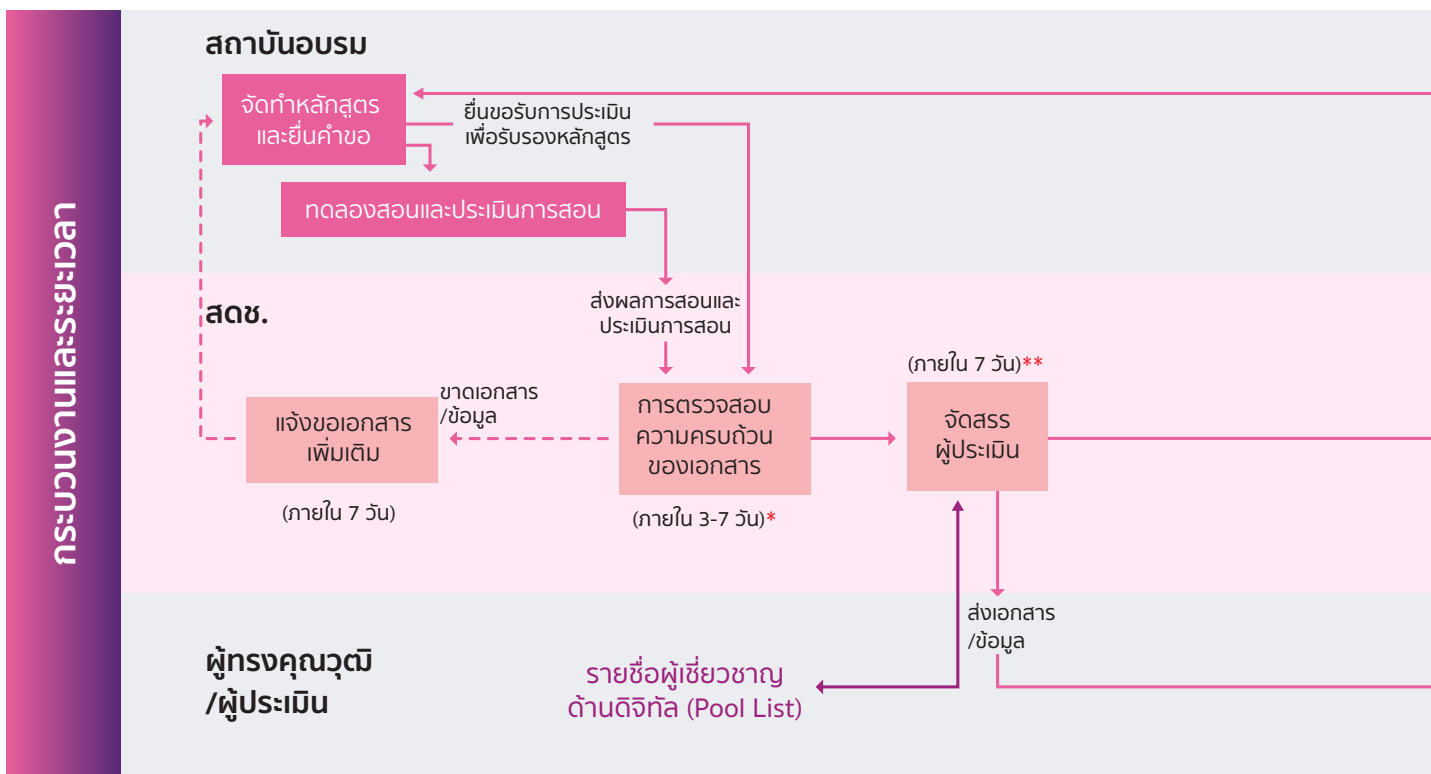 กระบวนงานและระยะเวลา
สถาบันอบรม
จัดทำหลักสูตร
และยื่นคำขอ
ยื่นขอรับการประเมิน
เพื่อรับรองหลักสูตร
ทดลองสอนและประเมินการสอน
สดช.
ส่งผลการสอนและ
ประเมินการสอน
(ภายใน 7 วัน)**
ขาดเอกสาร
/ข้อมูล
แจ้งขอเอกสาร
เพิ่มเติม
การตรวจสอบ
ความครบถ้วน
ของเอกสาร
จัดสรร
ผู้ประเมิน
(ภายใน 7 วัน)
(ภายใน 3-7 วัน)*
ส่งเอกสาร
/ข้อมูล
ผู้ทรงคุณวุฒิ
/ผู้ประเมิน
รายชื่อผู้เชี่ยวชาญ
ด้านดิจิทัล (Pool List)